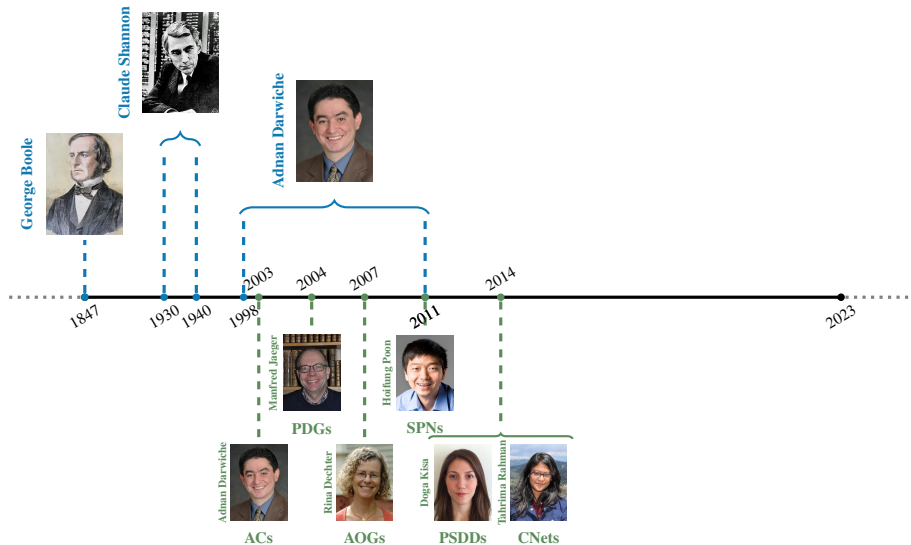 Claude Shannon
George Boole
Adnan Darwiche
2003
2004
2007
2014
1847
1930
1940
1998
2011
2023
Manfred Jaeger
Hoifung Poon
PDGs
SPNs
Adnan Darwiche
Rina Dechter
Doga Kisa
Tahrima Rahman
ACs
AOGs
PSDDs
CNets